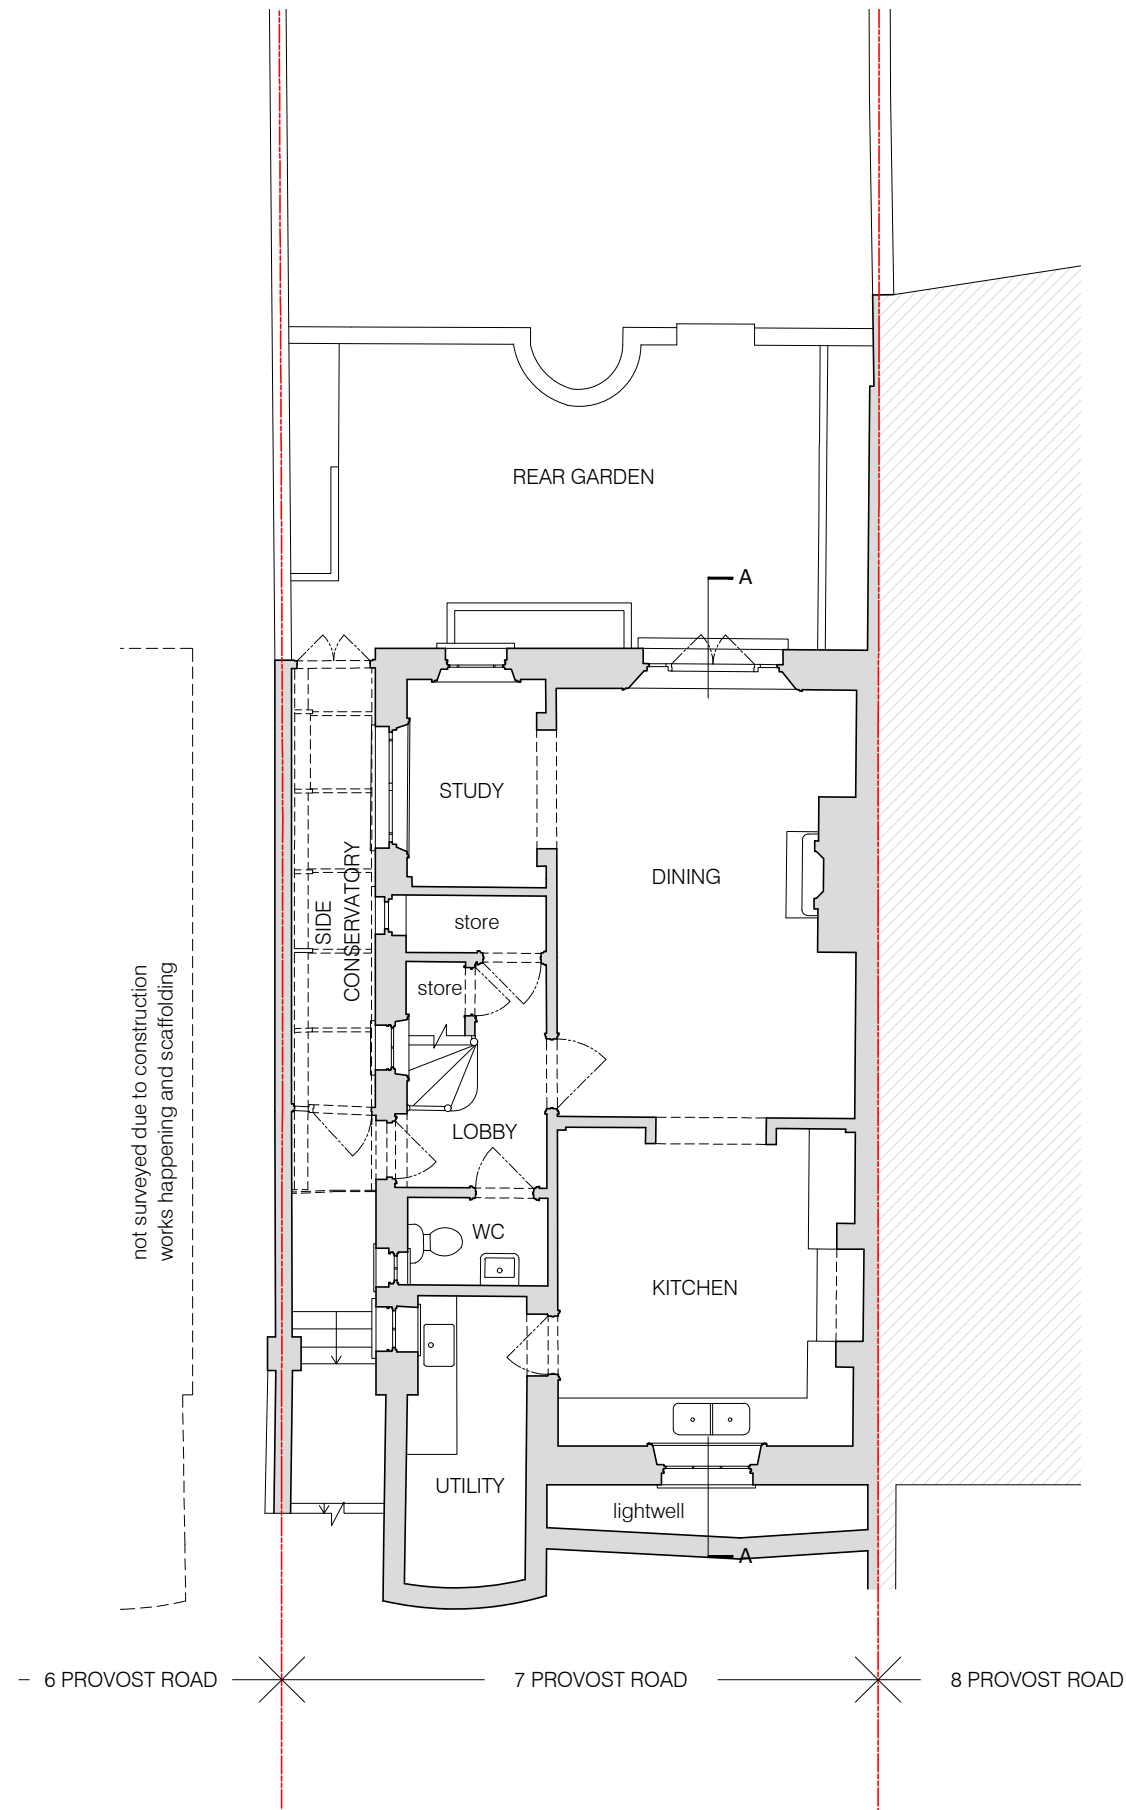 REAR GARDEN
A
STUDY
DINING
SIDE
CONSERVATORY
store
store
not surveyed due to construction
works happening and scaffolding
LOBBY
WC
KITCHEN
UTILITY
lightwell
A
6 PROVOST ROAD
7 PROVOST ROAD
8 PROVOST ROAD